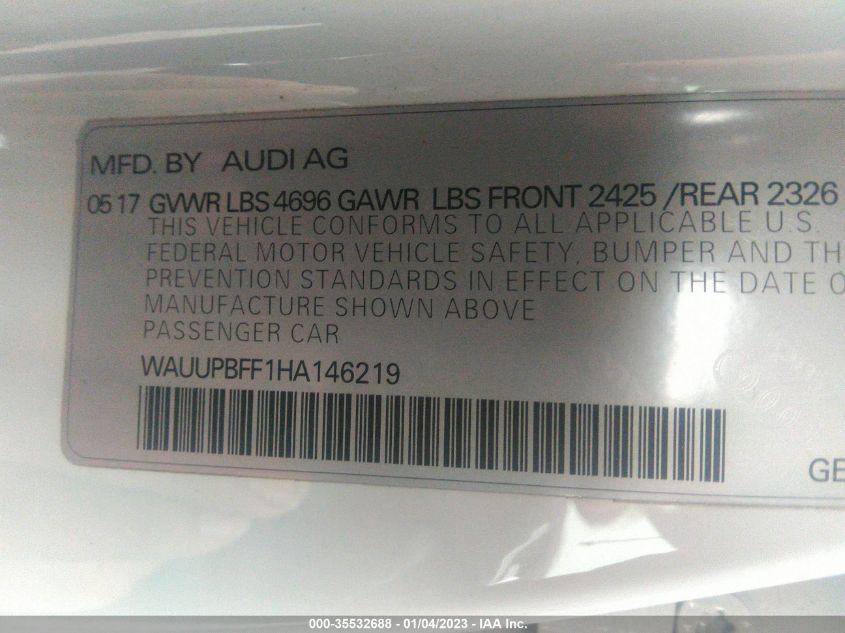 MFD. BY AUDI AG
05 17 GVWR LBS 4696 GAWR LBS FRONT 2425 /REAR 2326
THIS VEHICLE CONFORMS TO ALL APPLICABLE U.S.
FEDERAL MOTOR VEHICLE SAFETY, BUMPER AND TH
PREVENTION STANDARDS IN EFFECT ON THE DATE O
MANUFACTURE SHOWN ABOVE
PASSENGER CAR
WAUUPBFF1HA146219
GE
000-35532688 - 01/04/2023 - IAA Inc.